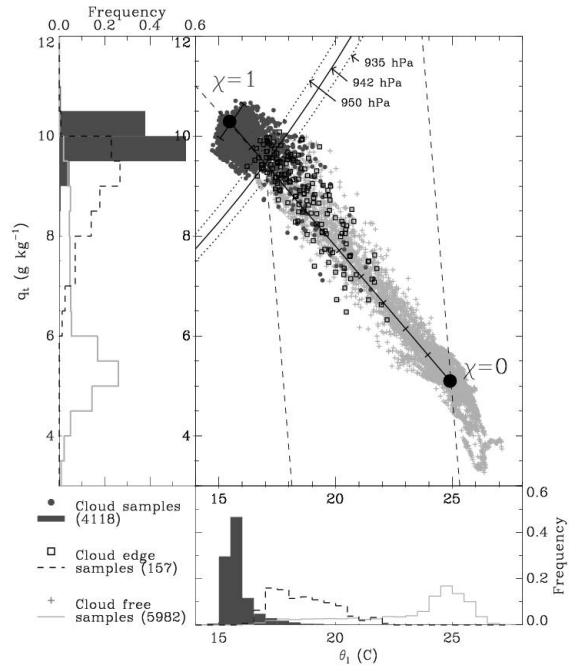 Frequency
0.0 0.2 0.4 0.6
12
10
8
6
4
q_t (g kg⁻¹)
12
10
8
6
4
χ=1
935 hPa
942 hPa
950 hPa
χ=0
15 20 25
Cloud samples
(4118)
Cloud edge
samples (157)
Cloud free
samples (5982)
0.6
0.4
0.2
0.0
Frequency
15 20 25
θ_l (C)